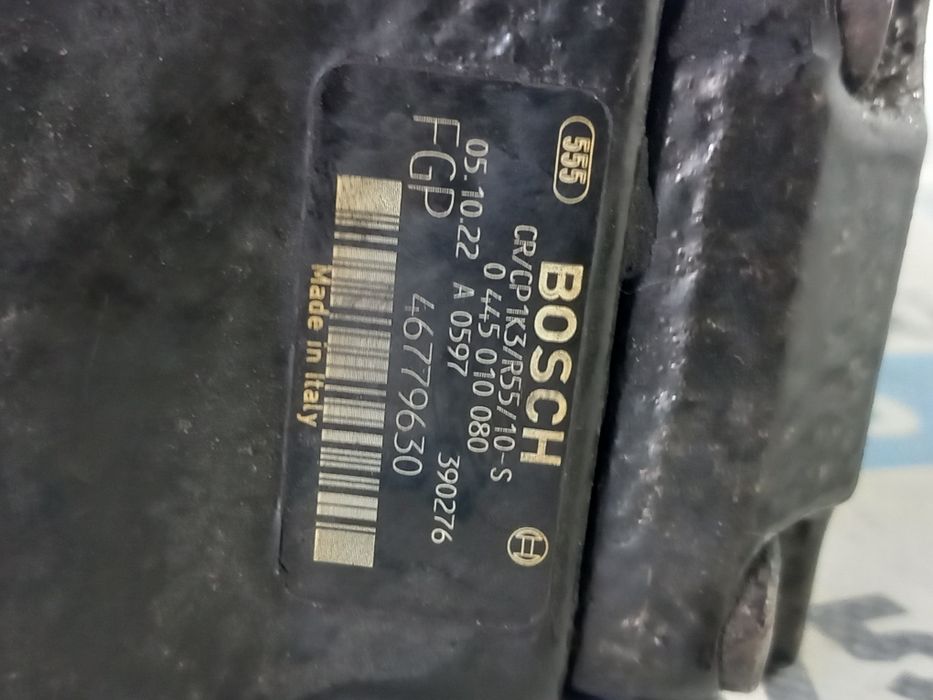 555
BOSCH
CR/CP1K3/R55/10-S
0 445 010 080
05.10.22 A 0597 390276
FGP 46779630
Made in Italy